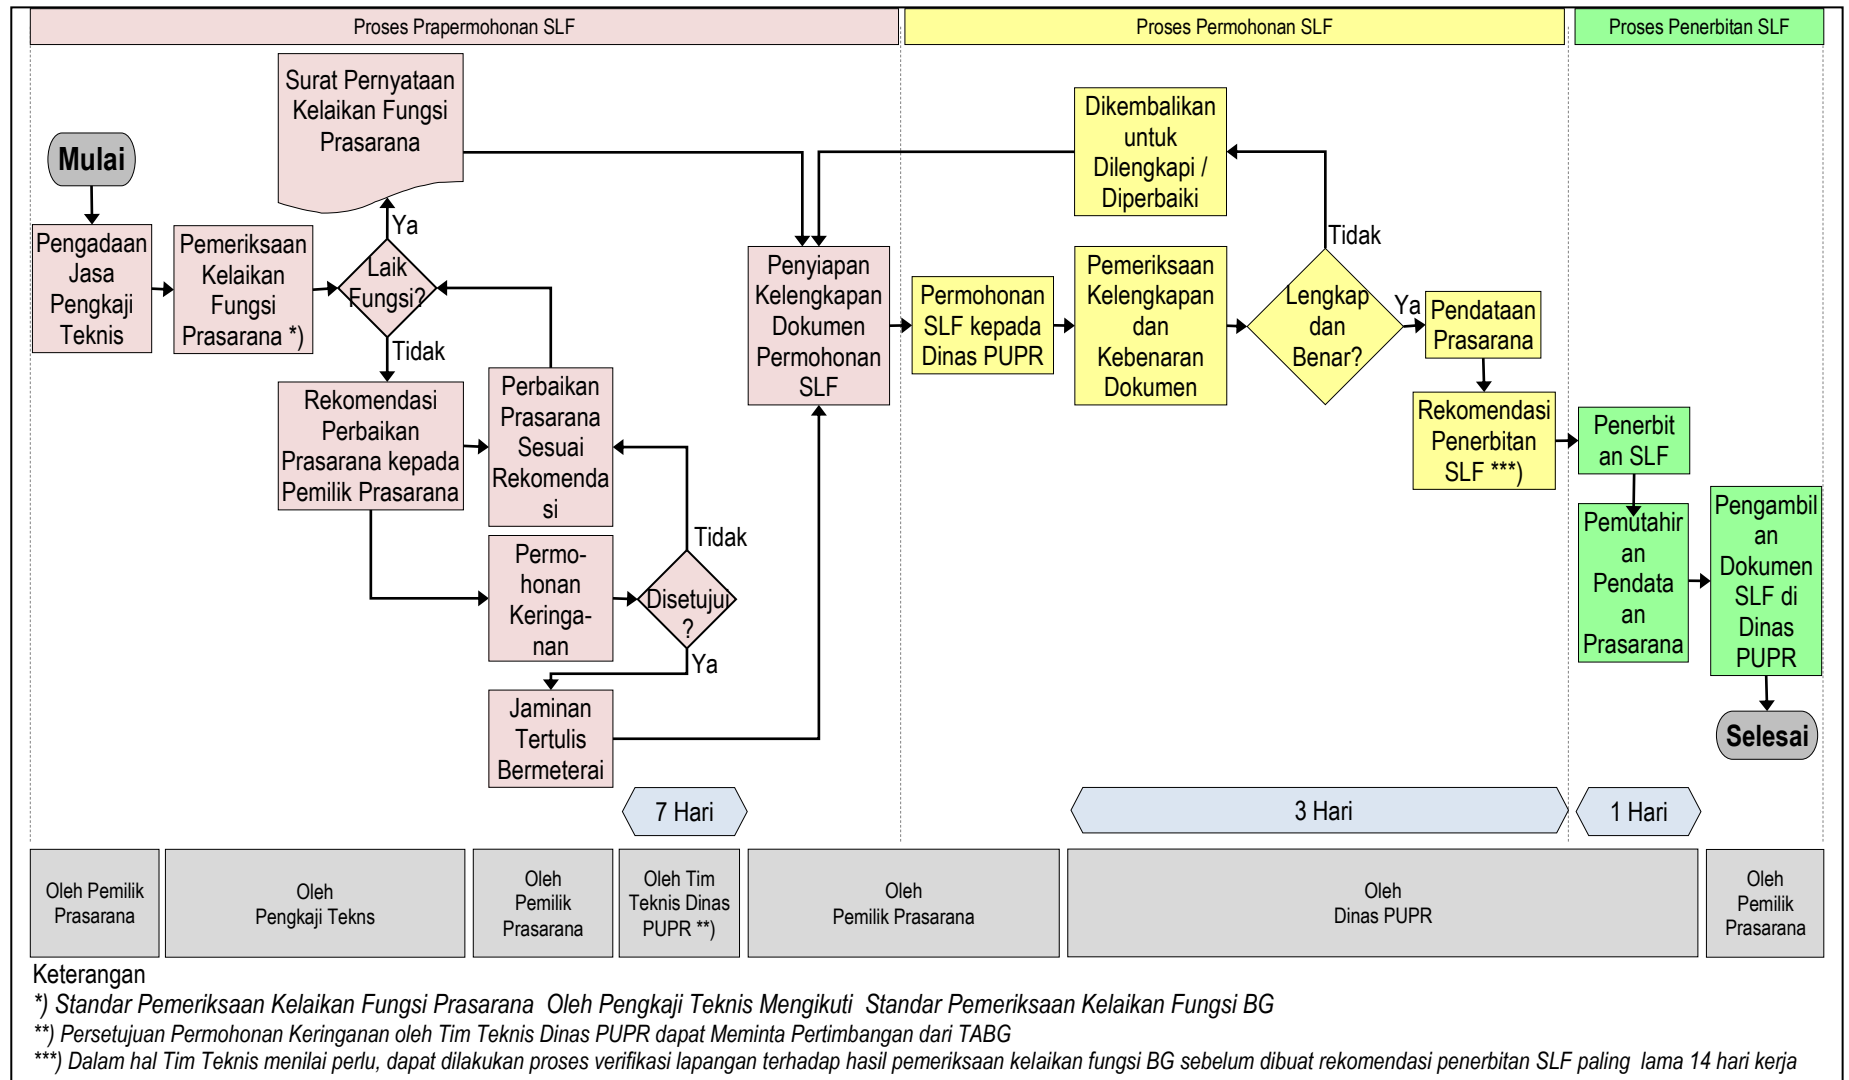 Proses Prapermohonan SLF
Proses Permohonan SLF
Proses Penerbitan SLF
Mulai
Pengadaan
Jasa
Pengkaji
Teknis
Pemeriksaan
Kelaikan
Fungsi
Prasarana *)
Laik
Fungsi?
Ya
Surat Pernyataan
Kelaikan Fungsi
Prasarana
Tidak
Rekomendasi
Perbaikan
Prasarana kepada
Pemilik Prasarana
Perbaikan
Prasarana
Sesuai
Rekomenda
si
Permo-
honan
Keringa-
nan
Disetujui
?
Tidak
Ya
Jaminan
Tertulis
Bermeterai
Penyiapan
Kelengkapan
Dokumen
Permohonan
SLF
Permohonan
SLF kepada
Dinas PUPR
Pemeriksaan
Kelengkapan
dan
Kebenaran
Dokumen
Lengkap
dan
Benar?
Tidak
Dikembalikan
untuk
Dilengkapi /
Diperbaiki
Ya
Pendataan
Prasarana
Rekomendasi
Penerbitan
SLF ***)
Penerbit
an SLF
Pemutahir
an
Pendata
an
Prasarana
Pengambil
an
Dokumen
SLF di
Dinas
PUPR
Selesai
7 Hari
3 Hari
1 Hari
Oleh Pemilik
Prasarana
Oleh
Pengkaji Tekns
Oleh
Pemilik
Prasarana
Oleh Tim
Teknis Dinas
PUPR **)
Oleh
Pemilik Prasarana
Oleh
Dinas PUPR
Oleh
Pemilik
Prasarana
Keterangan
*) Standar Pemeriksaan Kelaikan Fungsi Prasarana Oleh Pengkaji Teknis Mengikuti Standar Pemeriksaan Kelaikan Fungsi BG
**) Persetujuan Permohonan Keringanan oleh Tim Teknis Dinas PUPR dapat Meminta Pertimbangan dari TABG
***) Dalam hal Tim Teknis menilai perlu, dapat dilakukan proses verifikasi lapangan terhadap hasil pemeriksaan kelaikan fungsi BG sebelum dibuat rekomendasi penerbitan SLF paling lama 14 hari kerja